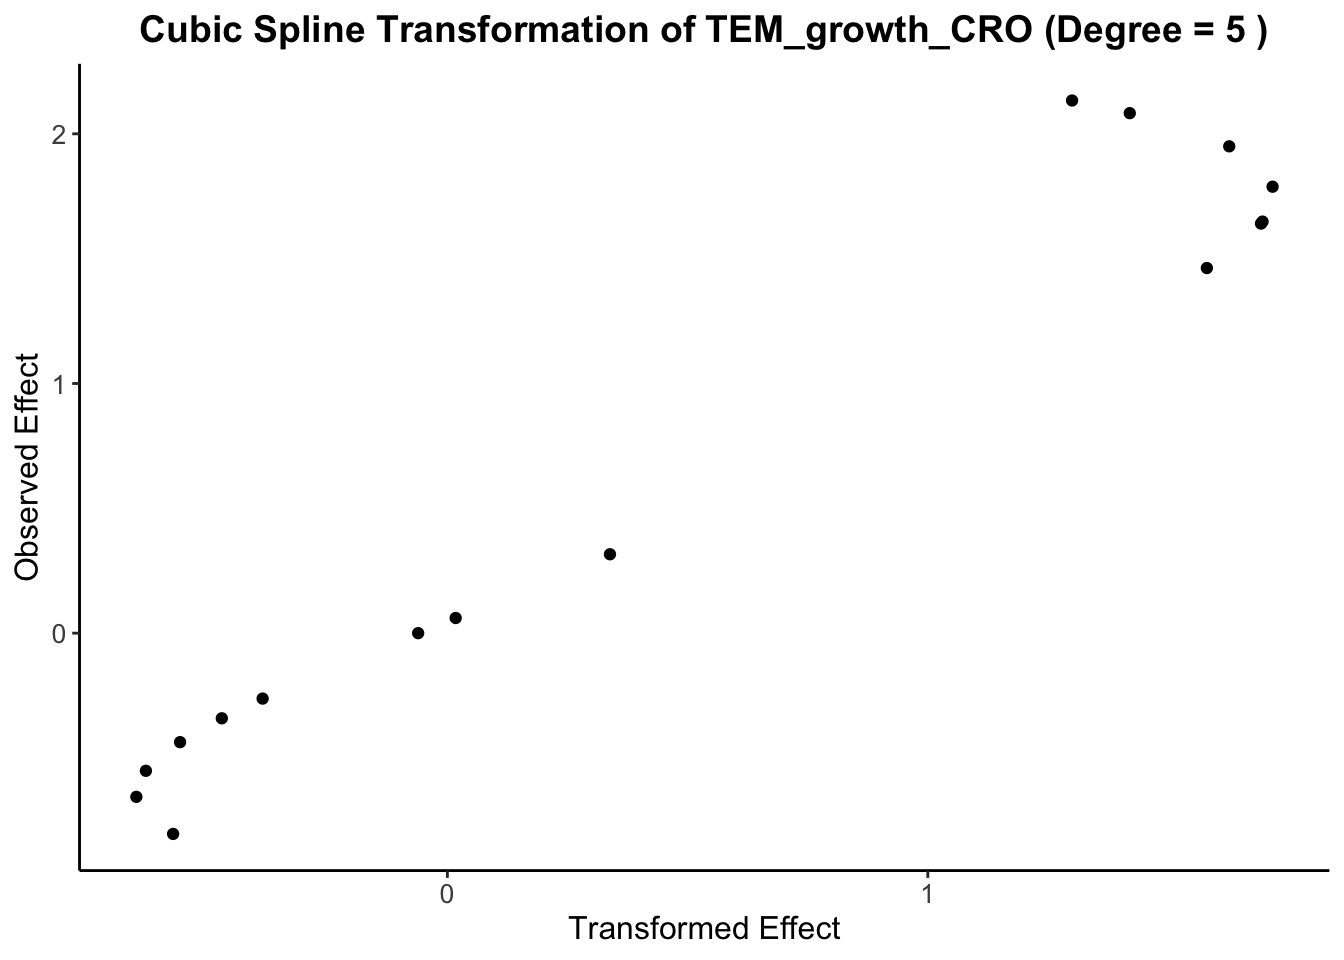 Cubic Spline Transformation of TEM_growth_CRO (Degree = 5 )
2
1
0
Observed Effect
0 1
Transformed Effect